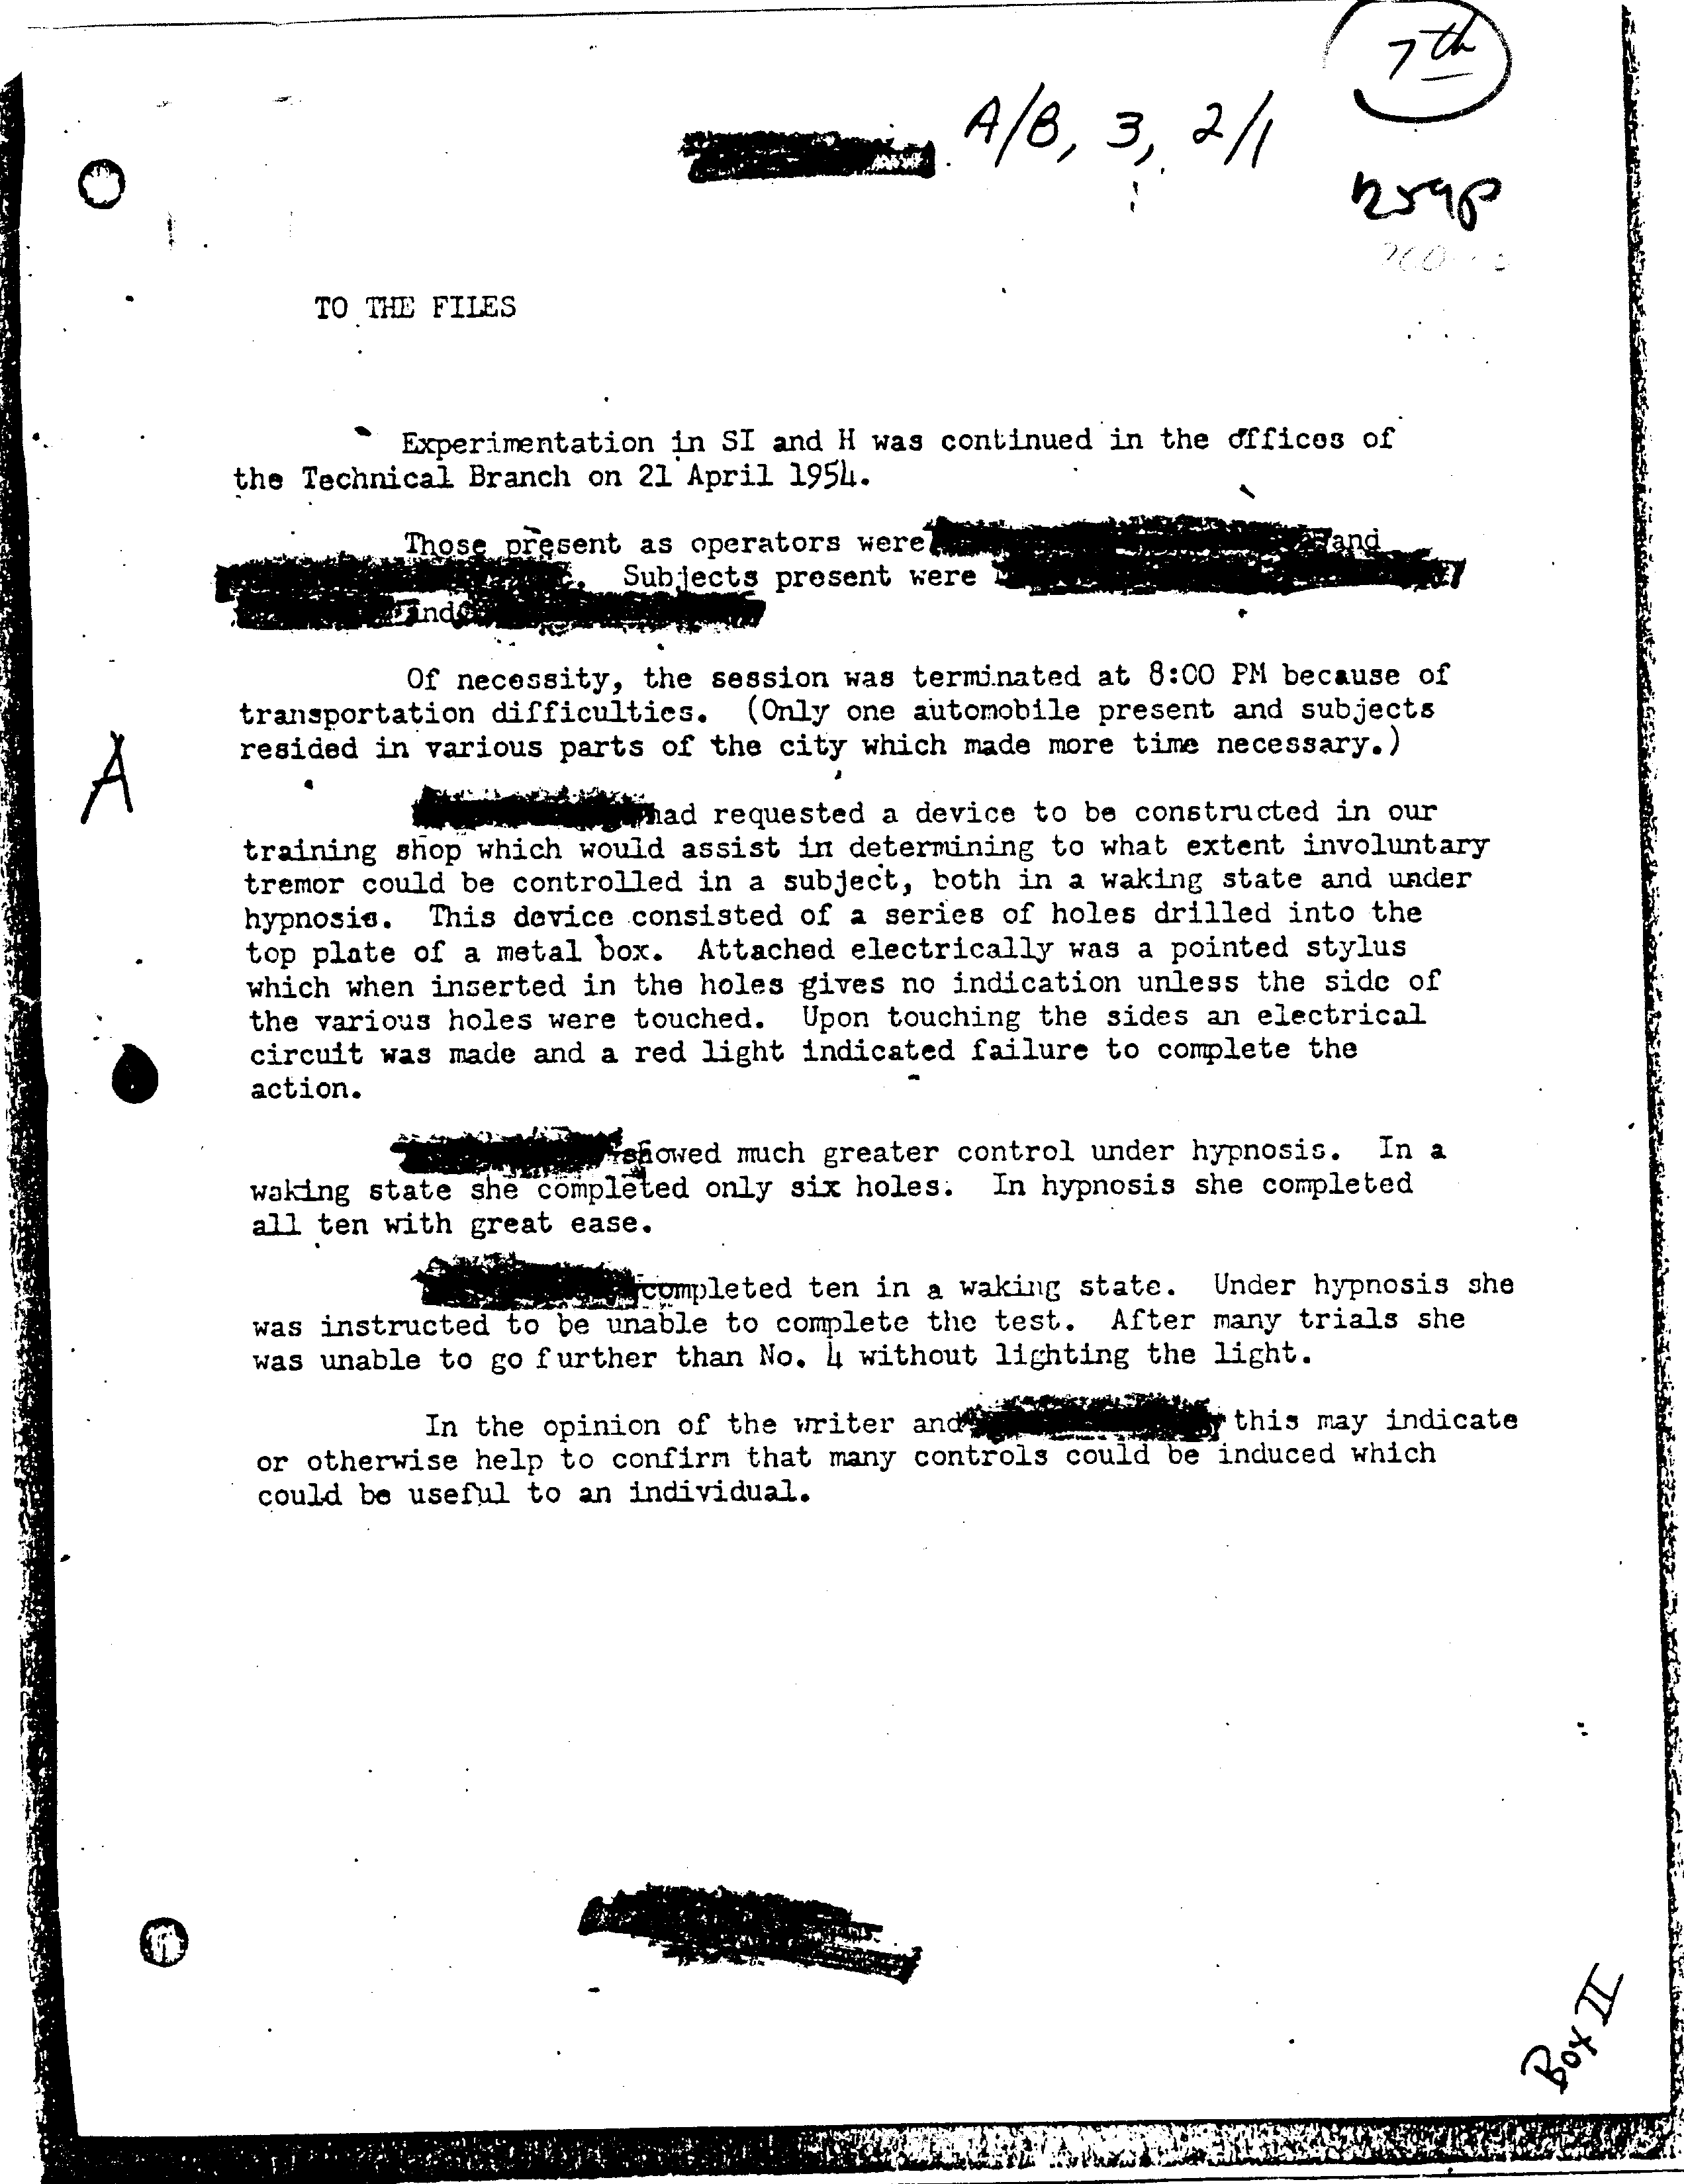 7th
A/B, 3, 2/1
TO THE FILES
Experimentation in SI and H was continued in the offices of
the Technical Branch on 21 April 1954.
Those present as operators were and
Subjects present were
and
Of necessity, the session was terminated at 8:00 PM because of
transportation difficulties. (Only one automobile present and subjects
resided in various parts of the city which made more time necessary.)
A
had requested a device to be constructed in our
training shop which would assist in determining to what extent involuntary
tremor could be controlled in a subject, both in a waking state and under
hypnosis. This device consisted of a series of holes drilled into the
top plate of a metal box. Attached electrically was a pointed stylus
which when inserted in the holes gives no indication unless the side of
the various holes were touched. Upon touching the sides an electrical
circuit was made and a red light indicated failure to complete the
action.
showed much greater control under hypnosis. In a
waking state she completed only six holes. In hypnosis she completed
all ten with great ease.
completed ten in a waking state. Under hypnosis she
was instructed to be unable to complete the test. After many trials she
was unable to go further than No. 4 without lighting the light.
In the opinion of the writer and this may indicate
or otherwise help to confirm that many controls could be induced which
could be useful to an individual.
Box II